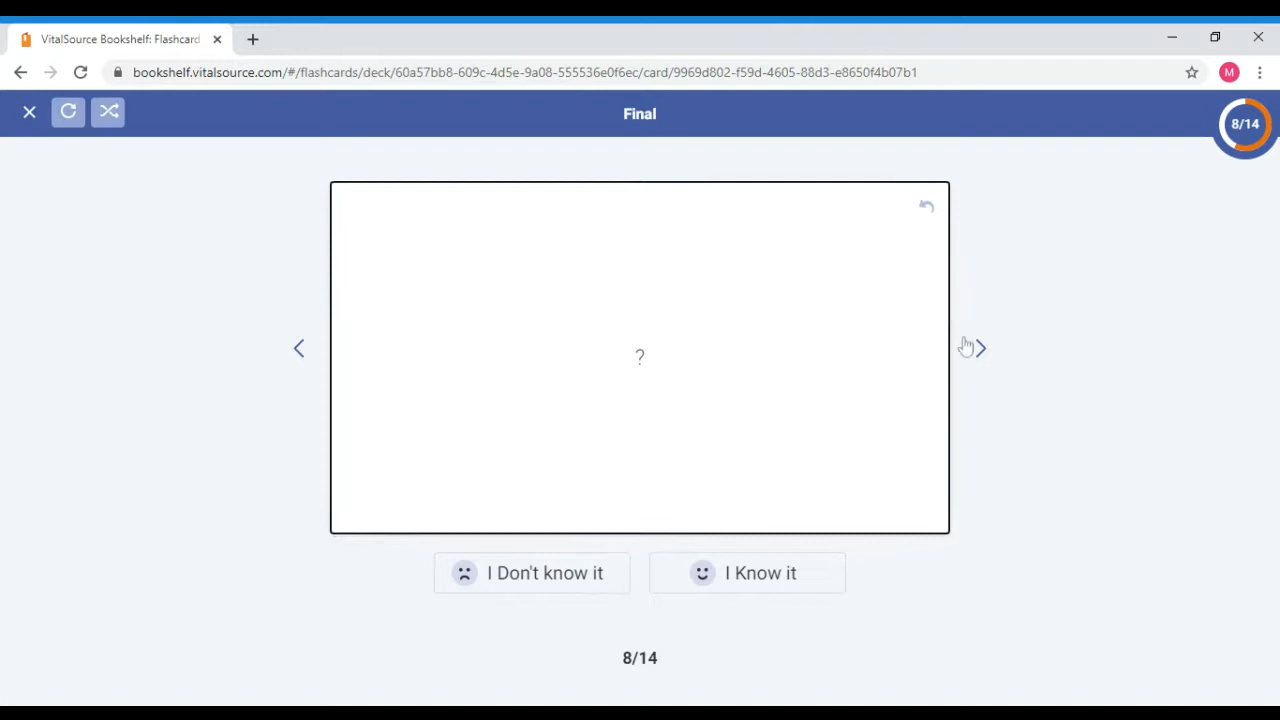 VitalSource Bookshelf: Flashcard
bookshelf.vitalsource.com/#/flashcards/deck/60a57bb8-609c-4d5e-9a08-555536e0f6ec/card/9969d802-f59d-4605-88d3-e8650f4b07b1
M
Final
8/14
?
I Don't know it
I Know it
8/14